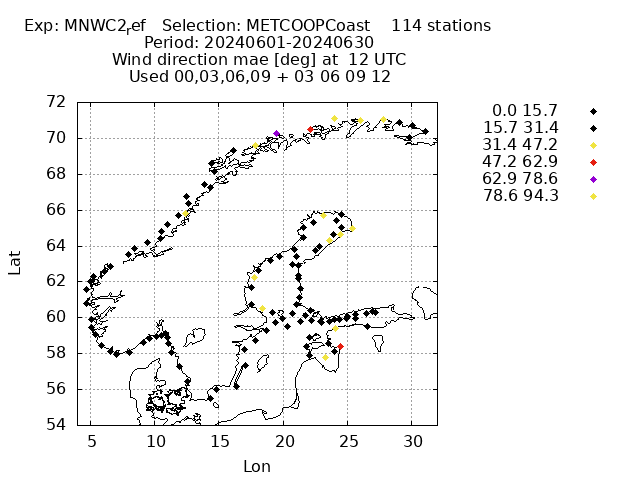 Exp: MNWC2ref Selection: METCOOPCoast 114 stations
Period: 20240601-20240630
Wind direction mae [deg] at 12 UTC
Used 00,03,06,09 + 03 06 09 12
0.0 15.7
15.7 31.4
31.4 47.2
47.2 62.9
62.9 78.6
78.6 94.3
72
70
68
66
64
62
60
58
56
54
Lat
5 10 15 20 25 30
Lon